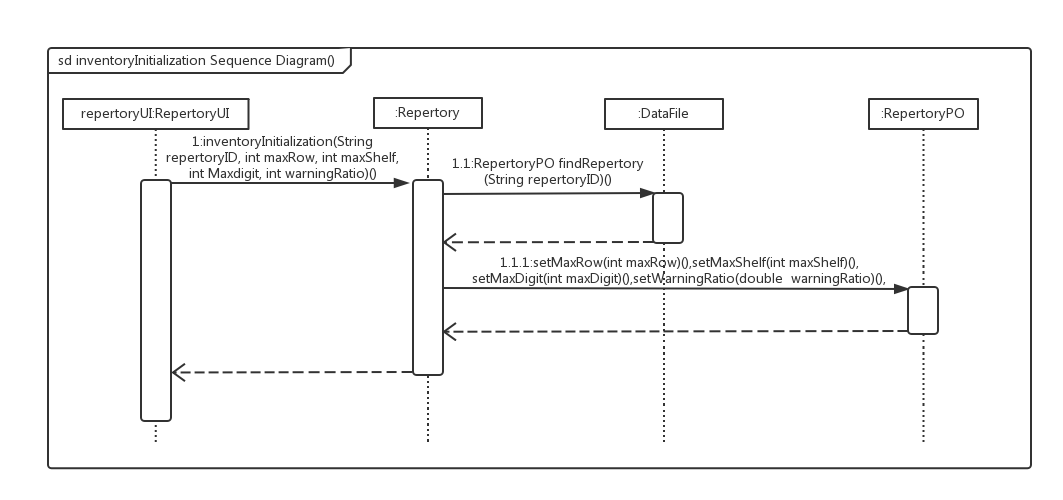 sd inventoryInitialization Sequence Diagram()
repertoryUI:RepertoryUI
:Repertory
:DataFile
:RepertoryPO
1:inventoryInitialization(String
repertoryID, int maxRow, int maxShelf,
int Maxdigit, int warningRatio)()
1.1:RepertoryPO findRepertory
(String repertoryID)()
1.1.1:setMaxRow(int maxRow)(),setMaxShelf(int maxShelf)(),
setMaxDigit(int maxDigit)(),setWarningRatio(double  warningRatio)(),